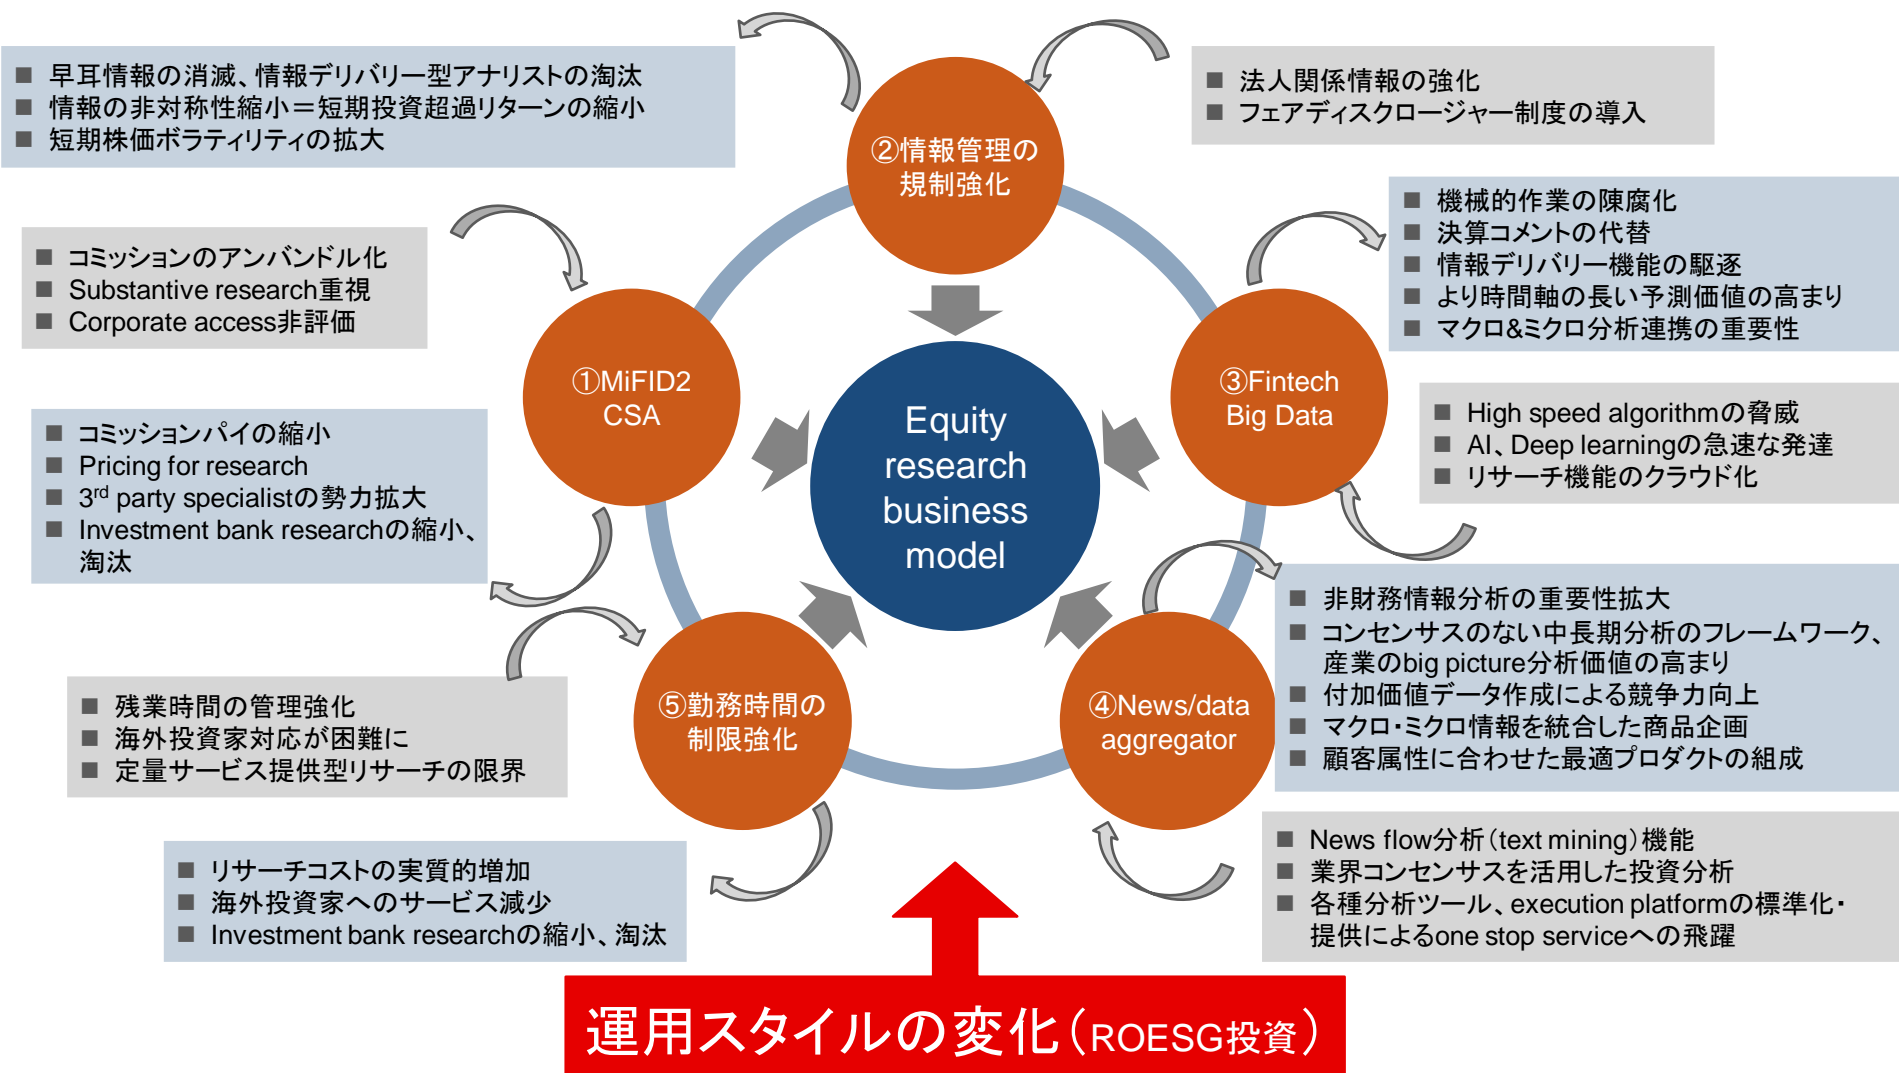 ■ 早耳情報の消滅、情報デリバリー型アナリストの淘汰
■ 情報の非対称性縮小＝短期投資超過リターンの縮小
■ 短期株価ボラティリティの拡大
■ 法人関係情報の強化
■ フェアディスクロージャー制度の導入
②情報管理の
規制強化
■ コミッションのアンバンドル化
■ Substantive research重視
■ Corporate access非評価
■ 機械的作業の陳腐化
■ 決算コメントの代替
■ 情報デリバリー機能の駆逐
■ より時間軸の長い予測価値の高まり
■ マクロ&ミクロ分析連携の重要性
①MiFID2
CSA
③Fintech
Big Data
Equity
research
business
model
■ コミッションパイの縮小
■ Pricing for research
■ 3rd party specialistの勢力拡大
■ Investment bank researchの縮小、
淘汰
■ High speed algorithmの脅威
■ AI、Deep learningの急速な発達
■ リサーチ機能のクラウド化
■ 非財務情報分析の重要性拡大
■ コンセンサスのない中長期分析のフレームワーク、
産業のbig picture分析価値の高まり
■ 付加価値データ作成による競争力向上
■ マクロ・ミクロ情報を統合した商品企画
■ 顧客属性に合わせた最適プロダクトの組成
⑤勤務時間の
制限強化
④News/data
aggregator
■ 残業時間の管理強化
■ 海外投資家対応が困難に
■ 定量サービス提供型リサーチの限界
■ リサーチコストの実質的増加
■ 海外投資家へのサービス減少
■ Investment bank researchの縮小、淘汰
■ News flow分析（text mining）機能
■ 業界コンセンサスを活用した投資分析
■ 各種分析ツール、execution platformの標準化・
提供によるone stop serviceへの飛躍
運用スタイルの変化（ROESG投資）